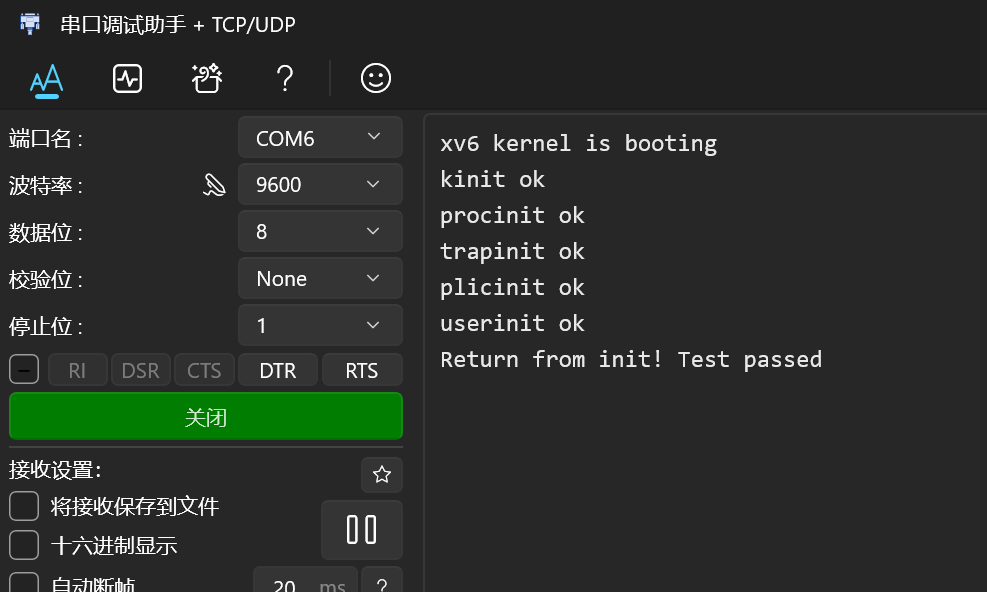 串口调试助手 + TCP/UDP
端口名 : COM6
波特率 : 9600
数据位 : 8
校验位 : None
停止位 : 1
RI DSR CTS DTR RTS
关闭
接收设置:
将接收保存到文件
十六进制显示
自动断帧 20 ms ?
xv6 kernel is booting
kinit ok
procinit ok
trapinit ok
plicinit ok
userinit ok
Return from init! Test passed